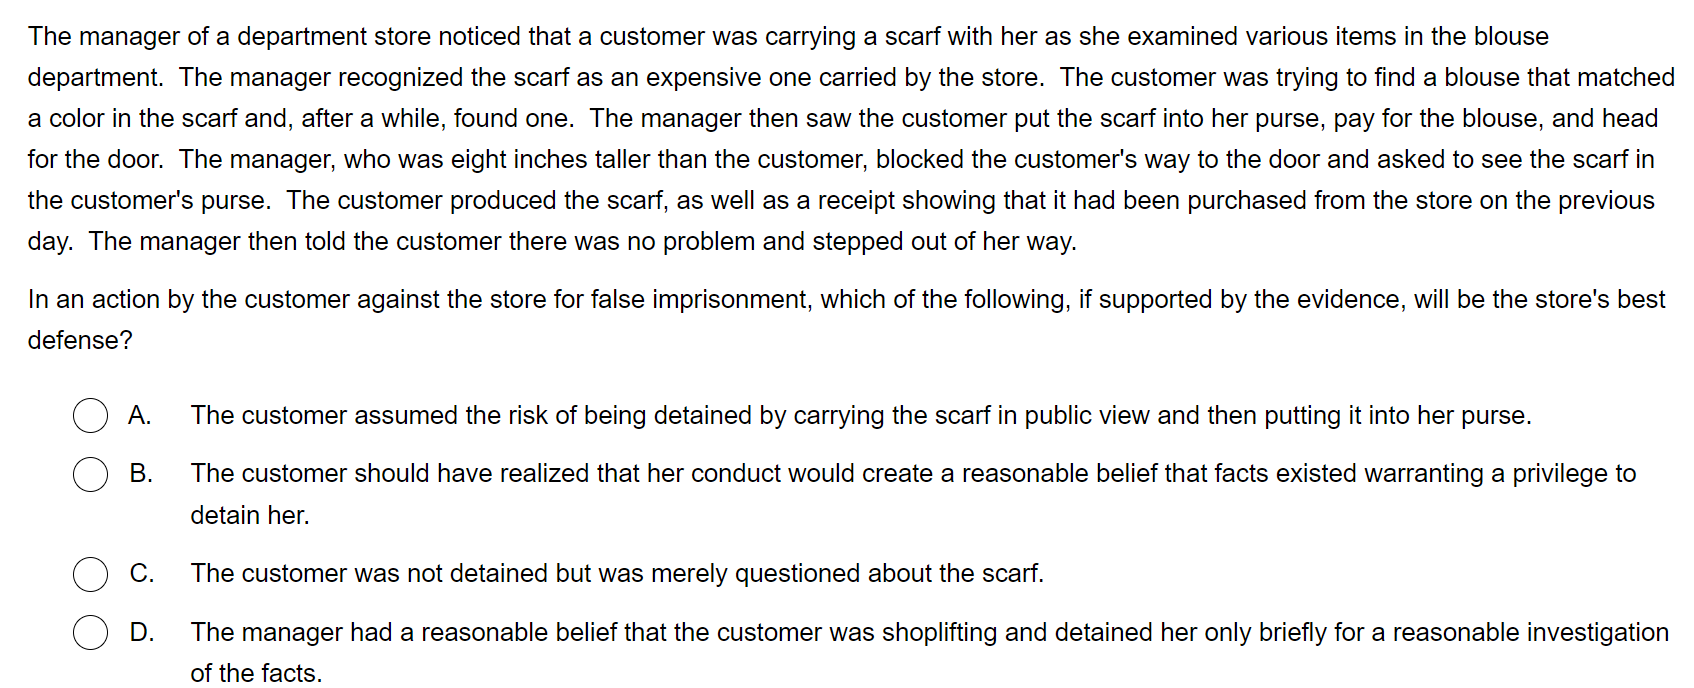 The manager of a department store noticed that a customer was carrying a scarf with her as she examined various items in the blouse
department.  The manager recognized the scarf as an expensive one carried by the store.  The customer was trying to find a blouse that matched
a color in the scarf and, after a while, found one.  The manager then saw the customer put the scarf into her purse, pay for the blouse, and head
for the door.  The manager, who was eight inches taller than the customer, blocked the customer's way to the door and asked to see the scarf in
the customer's purse.  The customer produced the scarf, as well as a receipt showing that it had been purchased from the store on the previous
day.  The manager then told the customer there was no problem and stepped out of her way.
In an action by the customer against the store for false imprisonment, which of the following, if supported by the evidence, will be the store's best
defense?
A. The customer assumed the risk of being detained by carrying the scarf in public view and then putting it into her purse.
B. The customer should have realized that her conduct would create a reasonable belief that facts existed warranting a privilege to
detain her.
C. The customer was not detained but was merely questioned about the scarf.
D. The manager had a reasonable belief that the customer was shoplifting and detained her only briefly for a reasonable investigation
of the facts.